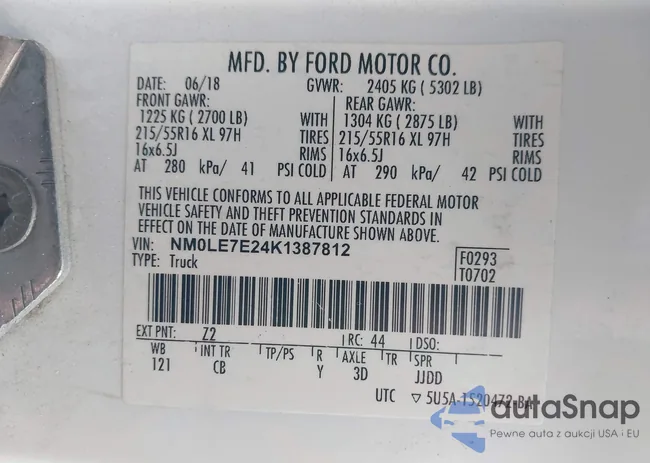 MFD. BY FORD MOTOR CO.
DATE: 06/18 GVWR: 2405 KG ( 5302 LB)
FRONT GAWR: REAR GAWR:
1225 KG ( 2700 LB) WITH 1304 KG ( 2875 LB) WITH
215/55R16 XL 97H TIRES 215/55R16 XL 97H TIRES
16x6.5J RIMS 16x6.5J RIMS
AT 280 kPa/ 41 PSI COLD AT 290 kPa/ 42 PSI COLD
THIS VEHICLE CONFORMS TO ALL APPLICABLE FEDERAL MOTOR
VEHICLE SAFETY AND THEFT PREVENTION STANDARDS IN
EFFECT ON THE DATE OF MANUFACTURE SHOWN ABOVE.
VIN: NM0LE7E24K1387812
TYPE: Truck
F0293
T0702
EXT PNT: Z2 RC: 44 DSO:
WB INT TR TP/PS R AXLE TR SPR
121 CB Y 3D JJDD
UTC ▽ 5U5A-1520472-BA
autoSnap
Pewne auta z aukcji USA i EU